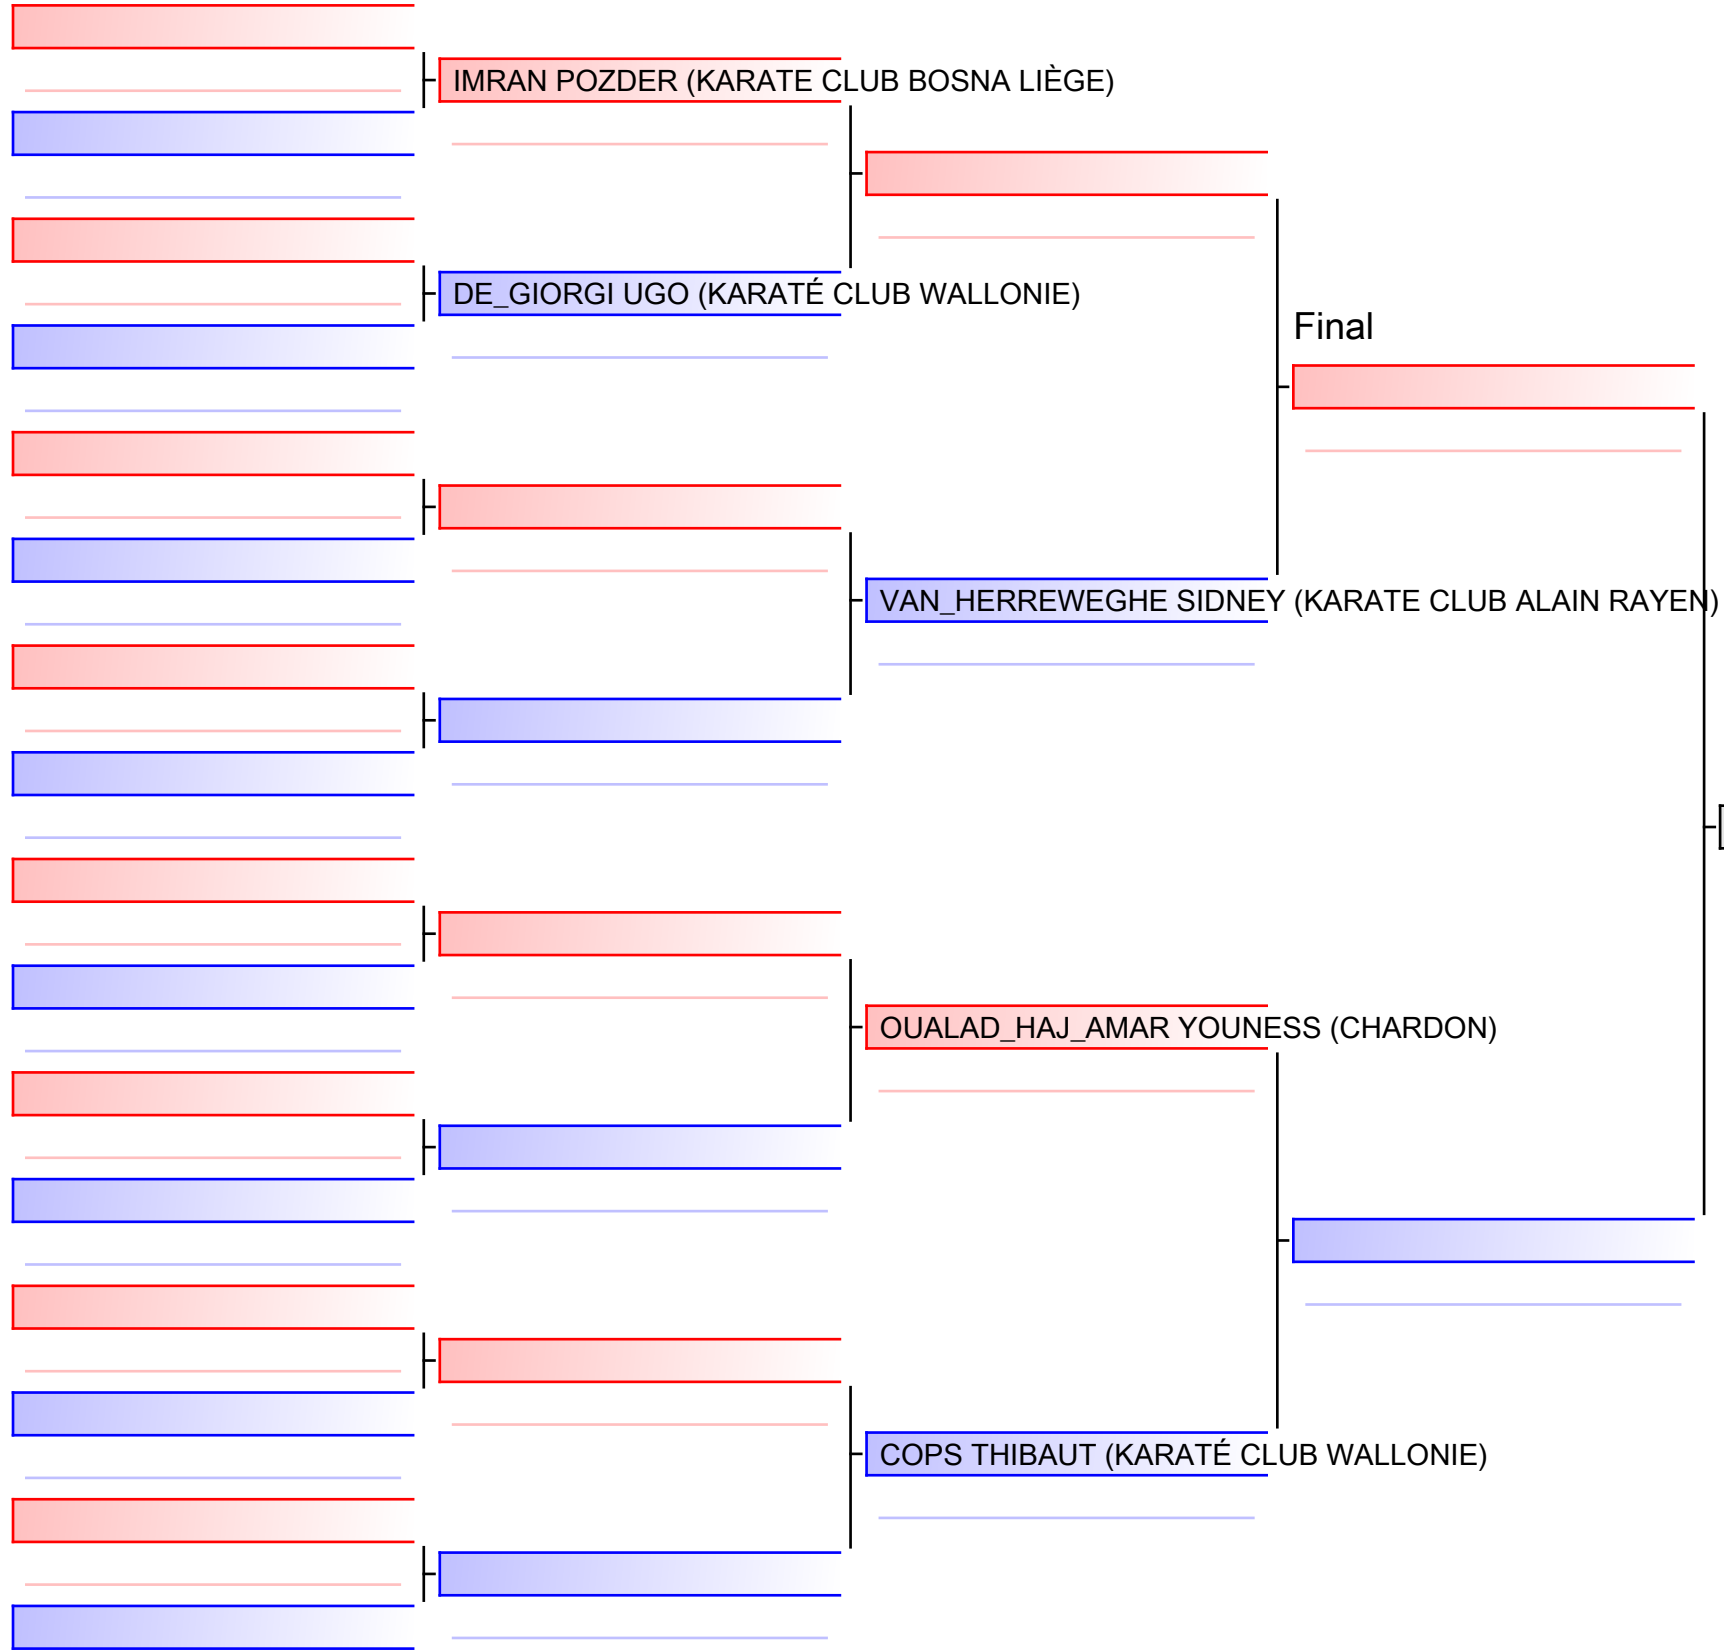 IMRAN POZDER (KARATE CLUB BOSNA LIÈGE)
DE_GIORGI UGO (KARATÉ CLUB WALLONIE)
Final
VAN_HERREWEGHE SIDNEY (KARATE CLUB ALAIN RAYEN)
OUALAD_HAJ_AMAR YOUNESS (CHARDON)
COPS THIBAUT (KARATÉ CLUB WALLONIE)